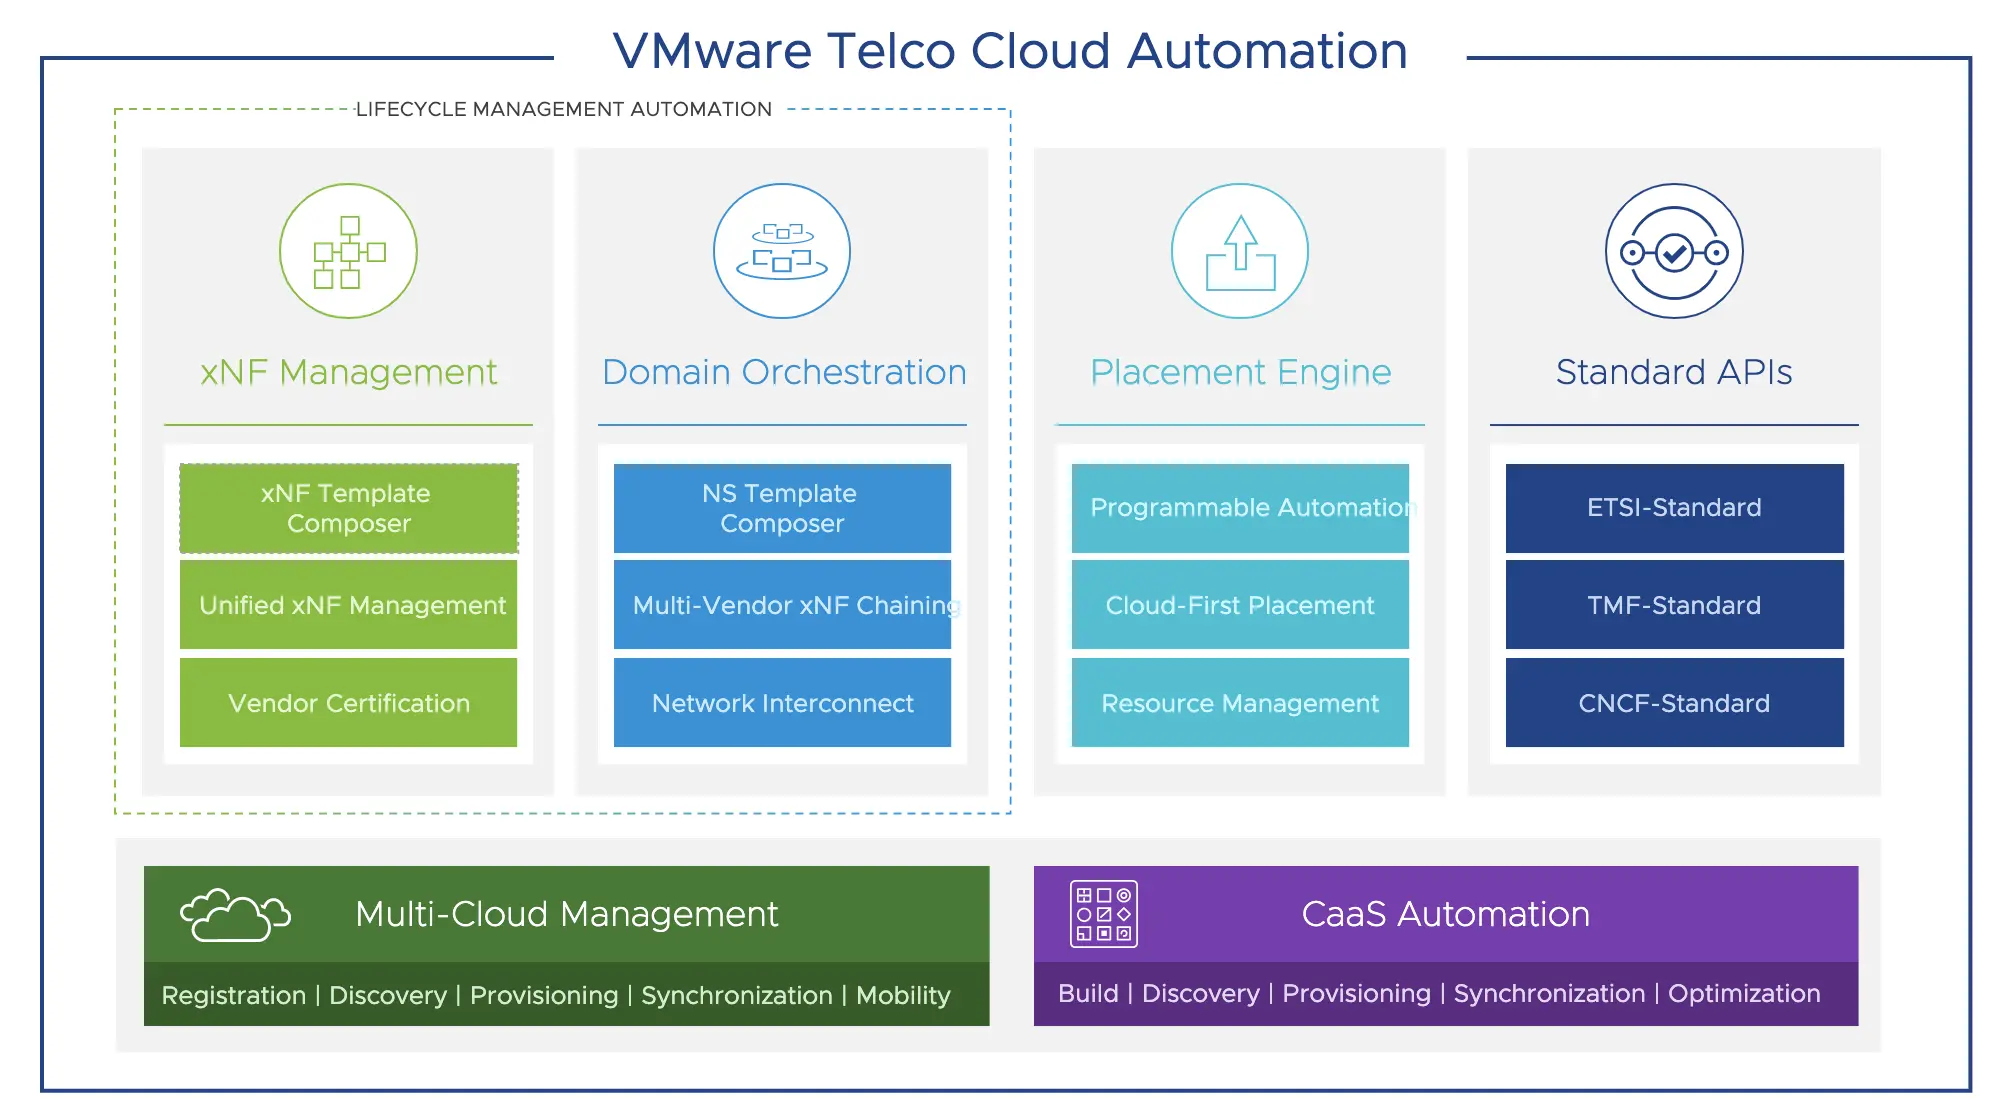 VMware Telco Cloud Automation
LIFECYCLE MANAGEMENT AUTOMATION
xNF Management
xNF Template
Composer
Unified xNF Management
Vendor Certification
Domain Orchestration
NS Template
Composer
Multi-Vendor xNF Chaining
Network Interconnect
Placement Engine
Programmable Automation
Cloud-First Placement
Resource Management
Standard APIs
ETSI-Standard
TMF-Standard
CNCF-Standard
Multi-Cloud Management
Registration | Discovery | Provisioning | Synchronization | Mobility
CaaS Automation
Build | Discovery | Provisioning | Synchronization | Optimization